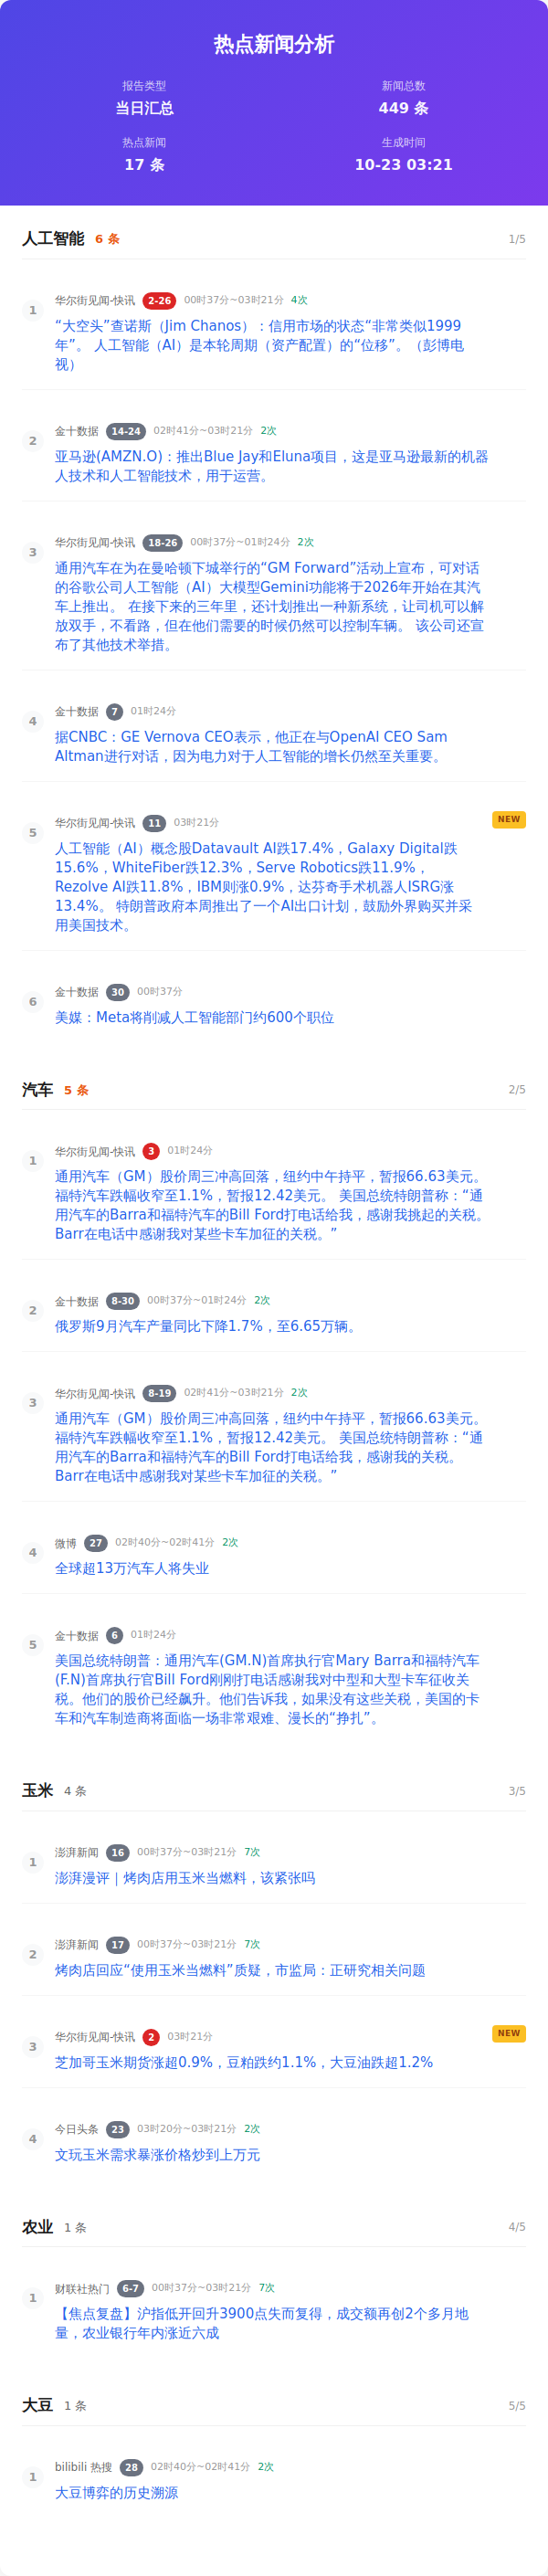 热点新闻分析
报告类型
当日汇总
新闻总数
449 条
热点新闻
17 条
生成时间
10-23 03:21
人工智能 6 条 1/5
1
华尔街见闻-快讯 2-26 00时37分~03时21分 4次
“大空头”查诺斯（Jim Chanos）：信用市场的状态“非常类似1999
年”。 人工智能（AI）是本轮周期（资产配置）的“位移”。（彭博电
视）
2
金十数据 14-24 02时41分~03时21分 2次
亚马逊(AMZN.O)：推出Blue Jay和Eluna项目，这是亚马逊最新的机器
人技术和人工智能技术，用于运营。
3
华尔街见闻-快讯 18-26 00时37分~01时24分 2次
通用汽车在为在曼哈顿下城举行的“GM Forward”活动上宣布，可对话
的谷歌公司人工智能（AI）大模型Gemini功能将于2026年开始在其汽
车上推出。 在接下来的三年里，还计划推出一种新系统，让司机可以解
放双手，不看路，但在他们需要的时候仍然可以控制车辆。 该公司还宣
布了其他技术举措。
4
金十数据 7 01时24分
据CNBC：GE Vernova CEO表示，他正在与OpenAI CEO Sam
Altman进行对话，因为电力对于人工智能的增长仍然至关重要。
5
华尔街见闻-快讯 11 03时21分 NEW
人工智能（AI）概念股Datavault AI跌17.4%，Galaxy Digital跌
15.6%，WhiteFiber跌12.3%，Serve Robotics跌11.9%，
Rezolve AI跌11.8%，IBM则涨0.9%，达芬奇手术机器人ISRG涨
13.4%。 特朗普政府本周推出了一个AI出口计划，鼓励外界购买并采
用美国技术。
6
金十数据 30 00时37分
美媒：Meta将削减人工智能部门约600个职位
汽车 5 条 2/5
1
华尔街见闻-快讯 3 01时24分
通用汽车（GM）股价周三冲高回落，纽约中午持平，暂报66.63美元。
福特汽车跌幅收窄至1.1%，暂报12.42美元。 美国总统特朗普称：“通
用汽车的Barra和福特汽车的Bill Ford打电话给我，感谢我挑起的关税。
Barr在电话中感谢我对某些卡车加征的关税。”
2
金十数据 8-30 00时37分~01时24分 2次
俄罗斯9月汽车产量同比下降1.7%，至6.65万辆。
3
华尔街见闻-快讯 8-19 02时41分~03时21分 2次
通用汽车（GM）股价周三冲高回落，纽约中午持平，暂报66.63美元。
福特汽车跌幅收窄至1.1%，暂报12.42美元。 美国总统特朗普称：“通
用汽车的Barra和福特汽车的Bill Ford打电话给我，感谢我的关税。
Barr在电话中感谢我对某些卡车加征的关税。”
4
微博 27 02时40分~02时41分 2次
全球超13万汽车人将失业
5
金十数据 6 01时24分
美国总统特朗普：通用汽车(GM.N)首席执行官Mary Barra和福特汽车
(F.N)首席执行官Bill Ford刚刚打电话感谢我对中型和大型卡车征收关
税。他们的股价已经飙升。他们告诉我，如果没有这些关税，美国的卡
车和汽车制造商将面临一场非常艰难、漫长的“挣扎”。
玉米 4 条 3/5
1
澎湃新闻 16 00时37分~03时21分 7次
澎湃漫评｜烤肉店用玉米当燃料，该紧张吗
2
澎湃新闻 17 00时37分~03时21分 7次
烤肉店回应“使用玉米当燃料”质疑，市监局：正研究相关问题
3
华尔街见闻-快讯 2 03时21分 NEW
芝加哥玉米期货涨超0.9%，豆粕跌约1.1%，大豆油跌超1.2%
4
今日头条 23 03时20分~03时21分 2次
文玩玉米需求暴涨价格炒到上万元
农业 1 条 4/5
1
财联社热门 6-7 00时37分~03时21分 7次
【焦点复盘】沪指低开回升3900点失而复得，成交额再创2个多月地
量，农业银行年内涨近六成
大豆 1 条 5/5
1
bilibili 热搜 28 02时40分~02时41分 2次
大豆博弈的历史溯源